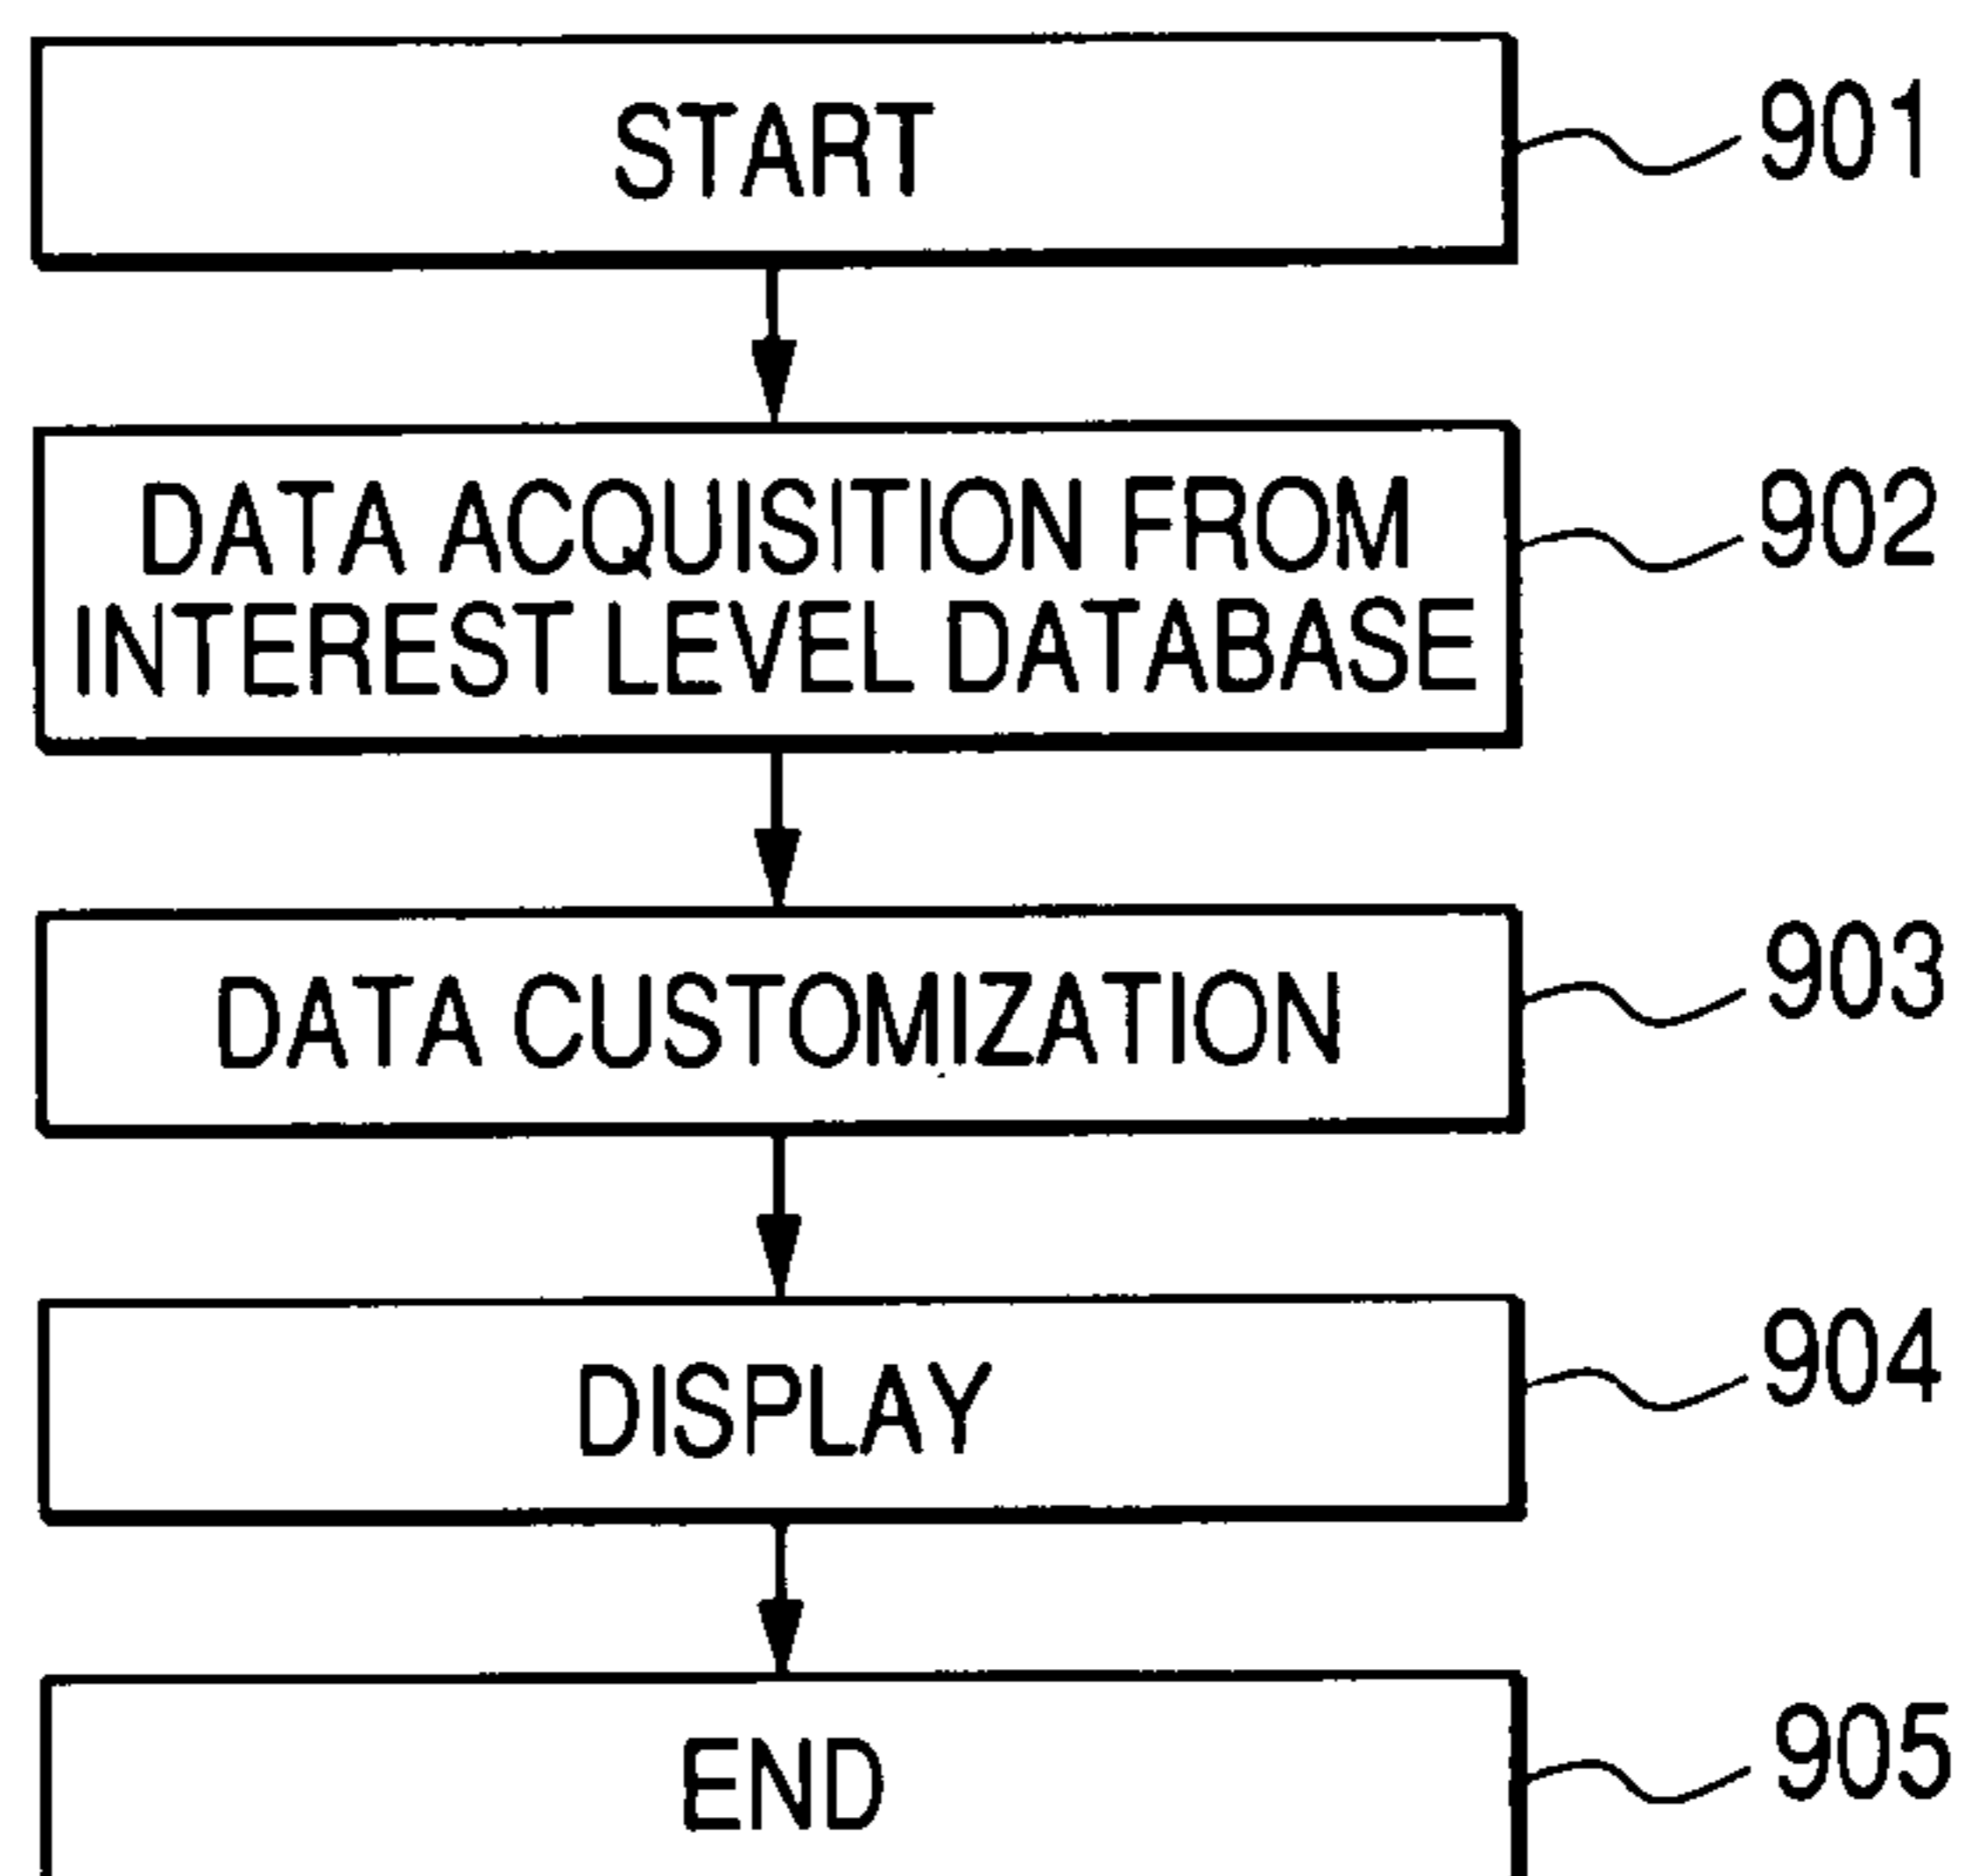 START
901
DATA ACQUISITION FROM
INTEREST LEVEL DATABASE
902
DATA CUSTOMIZATION
903
DISPLAY
904
END
905